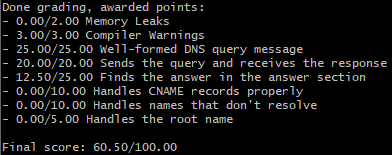 Done grading, awarded points:
- 0.00/2.00 Memory Leaks
- 3.00/3.00 Compiler Warnings
- 25.00/25.00 Well-formed DNS query message
- 20.00/20.00 Sends the query and receives the response
- 12.50/25.00 Finds the answer in the answer section
- 0.00/10.00 Handles CNAME records properly
- 0.00/10.00 Handles names that don't resolve
- 0.00/5.00 Handles the root name
Final score: 60.50/100.00